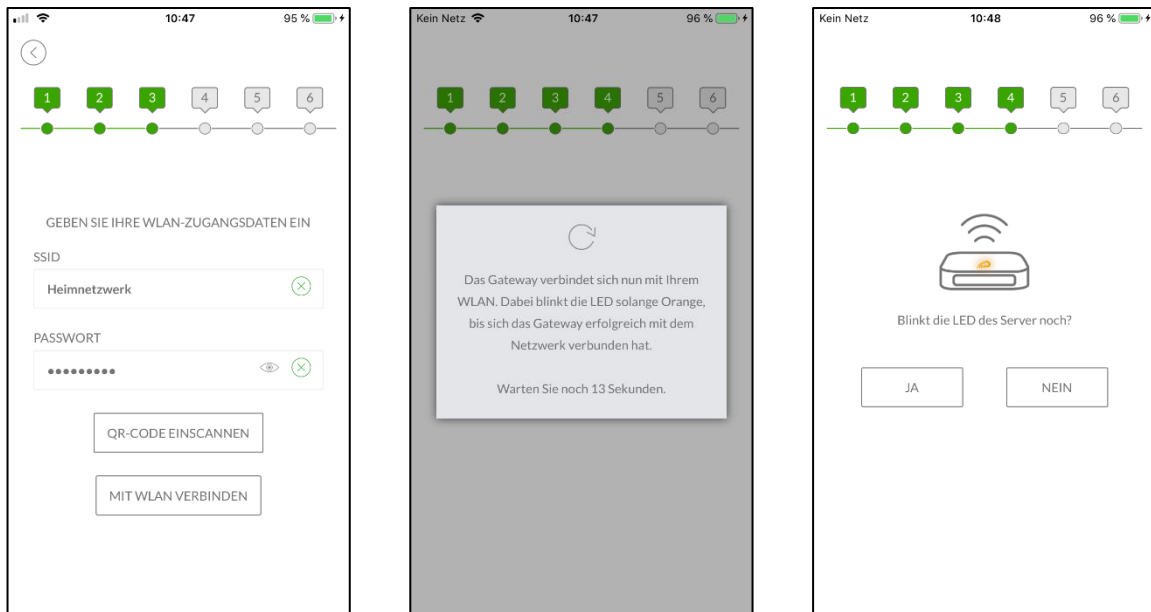 10:47
95 %
1 2 3 4 5 6
GEBEN SIE IHRE WLAN-ZUGANGSDATEN EIN
SSID
Heimnetzwerk
PASSWORT
●●●●●●●●●
QR-CODE EINSCANNEN
MIT WLAN VERBINDEN
Kein Netz 10:47 96 %
1 2 3 4 5 6
Das Gateway verbindet sich nun mit Ihrem
WLAN. Dabei blinkt die LED solange Orange,
bis sich das Gateway erfolgreich mit dem
Netzwerk verbunden hat.
Warten Sie noch 13 Sekunden.
Kein Netz 10:48 96 %
1 2 3 4 5 6
Blinkt die LED des Server noch?
JA NEIN